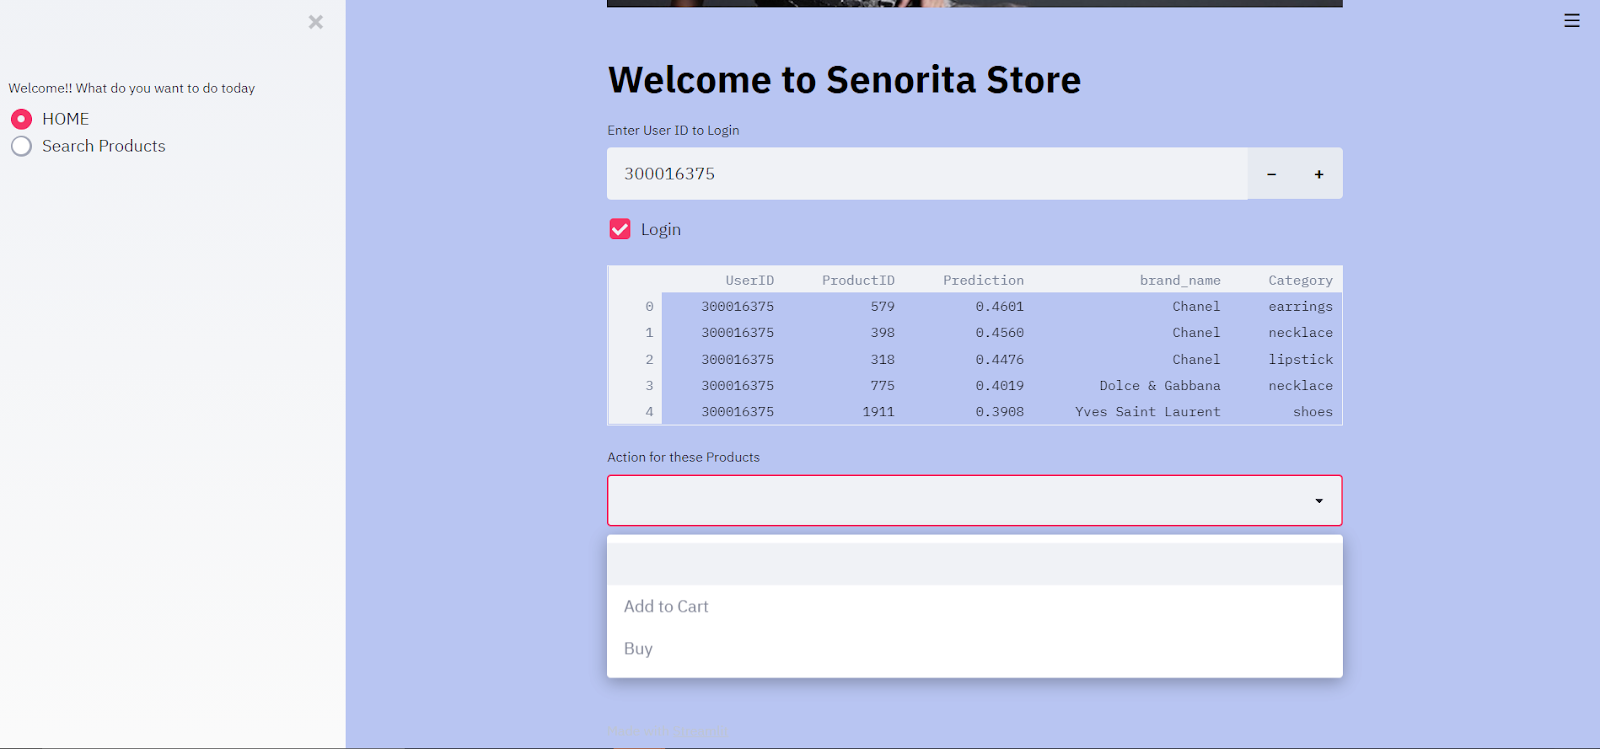 Welcome!! What do you want to do today
HOME
Search Products
Welcome to Senorita Store
Enter User ID to Login
300016375
Login
UserID ProductID Prediction brand_name Category
0 300016375 579 0.4601 Chanel earrings
1 300016375 398 0.4560 Chanel necklace
2 300016375 318 0.4476 Chanel lipstick
3 300016375 775 0.4019 Dolce & Gabbana necklace
4 300016375 1911 0.3908 Yves Saint Laurent shoes
Action for these Products
Add to Cart
Buy